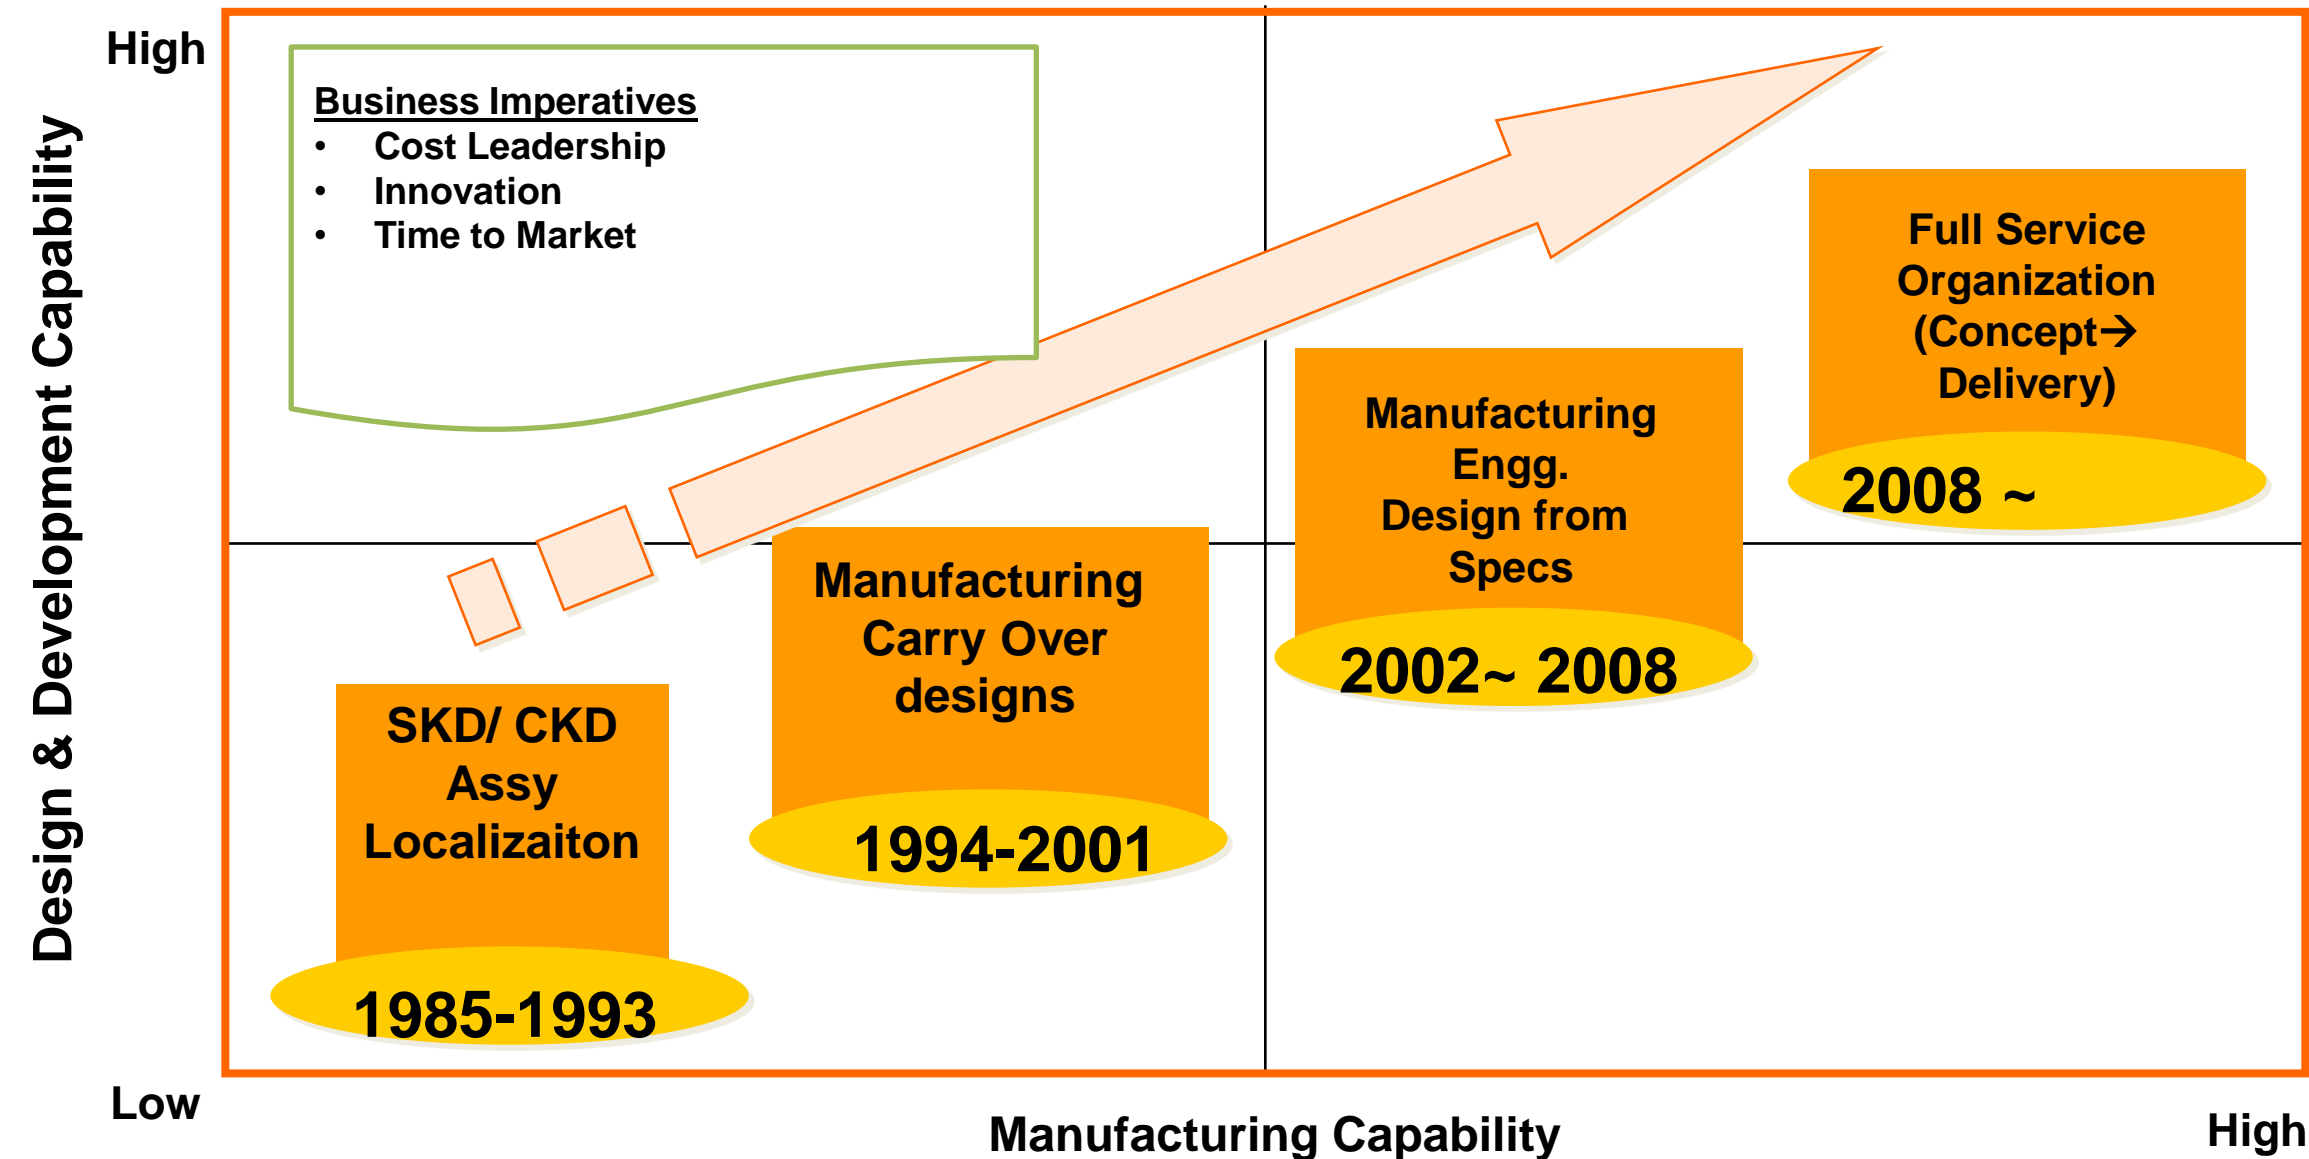 High
Design & Development Capability
Business Imperatives
• Cost Leadership
• Innovation
• Time to Market
Full Service
Organization
(Concept→
Delivery)
2008 ~
Manufacturing
Engg.
Design from
Specs
2002~ 2008
Manufacturing
Carry Over
designs
1994-2001
SKD/ CKD
Assy
Localizaiton
1985-1993
Low
Manufacturing Capability
High